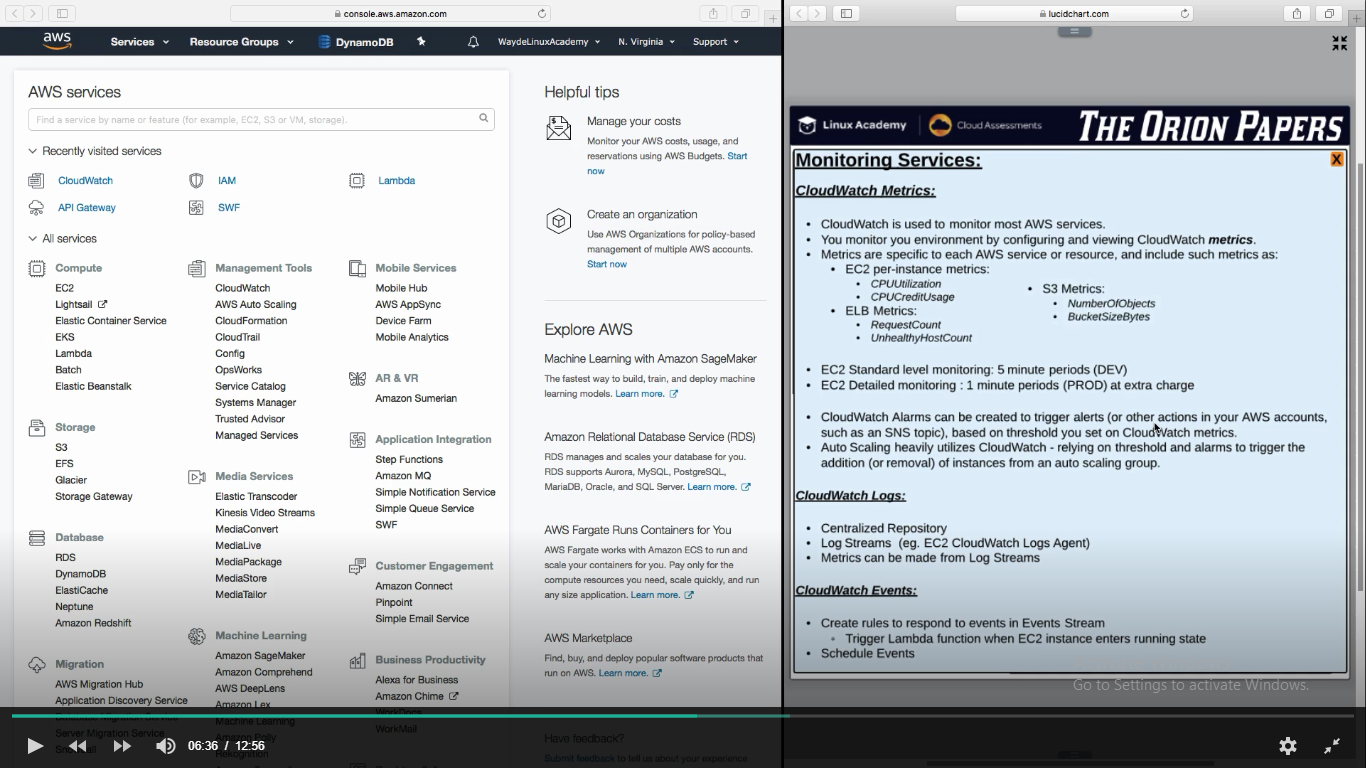 console.aws.amazon.com
aws
Services
Resource Groups
DynamoDB
WaydeLinuxAcademy
N. Virginia
Support
AWS services
Find a service by name or feature (for example, EC2, S3 or VM, storage).
Recently visited services
CloudWatch
IAM
Lambda
API Gateway
SWF
All services
Compute
EC2
Lightsail
Elastic Container Service
EKS
Lambda
Batch
Elastic Beanstalk
Storage
S3
EFS
Glacier
Storage Gateway
Database
RDS
DynamoDB
ElastiCache
Neptune
Amazon Redshift
Migration
AWS Migration Hub
Application Discovery Service
Database Migration Service
Server Migration Service
Snowball
Management Tools
CloudWatch
AWS Auto Scaling
CloudFormation
CloudTrail
Config
OpsWorks
Service Catalog
Systems Manager
Trusted Advisor
Managed Services
Media Services
Elastic Transcoder
Kinesis Video Streams
MediaConvert
MediaLive
MediaPackage
MediaStore
MediaTailor
Machine Learning
Amazon SageMaker
Amazon Comprehend
AWS DeepLens
Amazon Lex
Machine Learning
Amazon Polly
Rekognition
Mobile Services
Mobile Hub
AWS AppSync
Device Farm
Mobile Analytics
AR & VR
Amazon Sumerian
Application Integration
Step Functions
Amazon MQ
Simple Notification Service
Simple Queue Service
SWF
Customer Engagement
Amazon Connect
Pinpoint
Simple Email Service
Business Productivity
Alexa for Business
Amazon Chime
WorkDocs
WorkMail
Helpful tips
Manage your costs
Monitor your AWS costs, usage, and
reservations using AWS Budgets. Start
now
Create an organization
Use AWS Organizations for policy-based
management of multiple AWS accounts.
Start now
Explore AWS
Machine Learning with Amazon SageMaker
The fastest way to build, train, and deploy machine
learning models. Learn more.
Amazon Relational Database Service (RDS)
RDS manages and scales your database for you.
RDS supports Aurora, MySQL, PostgreSQL,
MariaDB, Oracle, and SQL Server. Learn more.
AWS Fargate Runs Containers for You
AWS Fargate works with Amazon ECS to run and
scale your containers for you. Pay only for the
compute resources you need, scale quickly, and run
any size application. Learn more.
AWS Marketplace
Find, buy, and deploy popular software products that
run on AWS. Learn more.
Have feedback?
Submit feedback to tell us about your experience
lucidchart.com
Linux Academy
Cloud Assessments
THE ORION PAPERS
Monitoring Services:
X
CloudWatch Metrics:
• CloudWatch is used to monitor most AWS services.
• You monitor you environment by configuring and viewing CloudWatch metrics.
• Metrics are specific to each AWS service or resource, and include such metrics as:
• EC2 per-instance metrics:
• CPUUtilization
• CPUCreditUsage
• ELB Metrics:
• RequestCount
• UnhealthyHostCount
• S3 Metrics:
• NumberOfObjects
• BucketSizeBytes
• EC2 Standard level monitoring: 5 minute periods (DEV)
• EC2 Detailed monitoring : 1 minute periods (PROD) at extra charge
• CloudWatch Alarms can be created to trigger alerts (or other actions in your AWS accounts,
such as an SNS topic), based on threshold you set on CloudWatch metrics.
• Auto Scaling heavily utilizes CloudWatch - relying on threshold and alarms to trigger the
addition (or removal) of instances from an auto scaling group.
CloudWatch Logs:
• Centralized Repository
• Log Streams (eg. EC2 CloudWatch Logs Agent)
• Metrics can be made from Log Streams
CloudWatch Events:
• Create rules to respond to events in Events Stream
◦ Trigger Lambda function when EC2 instance enters running state
• Schedule Events
Go to Settings to activate Windows.
06:36 / 12:56